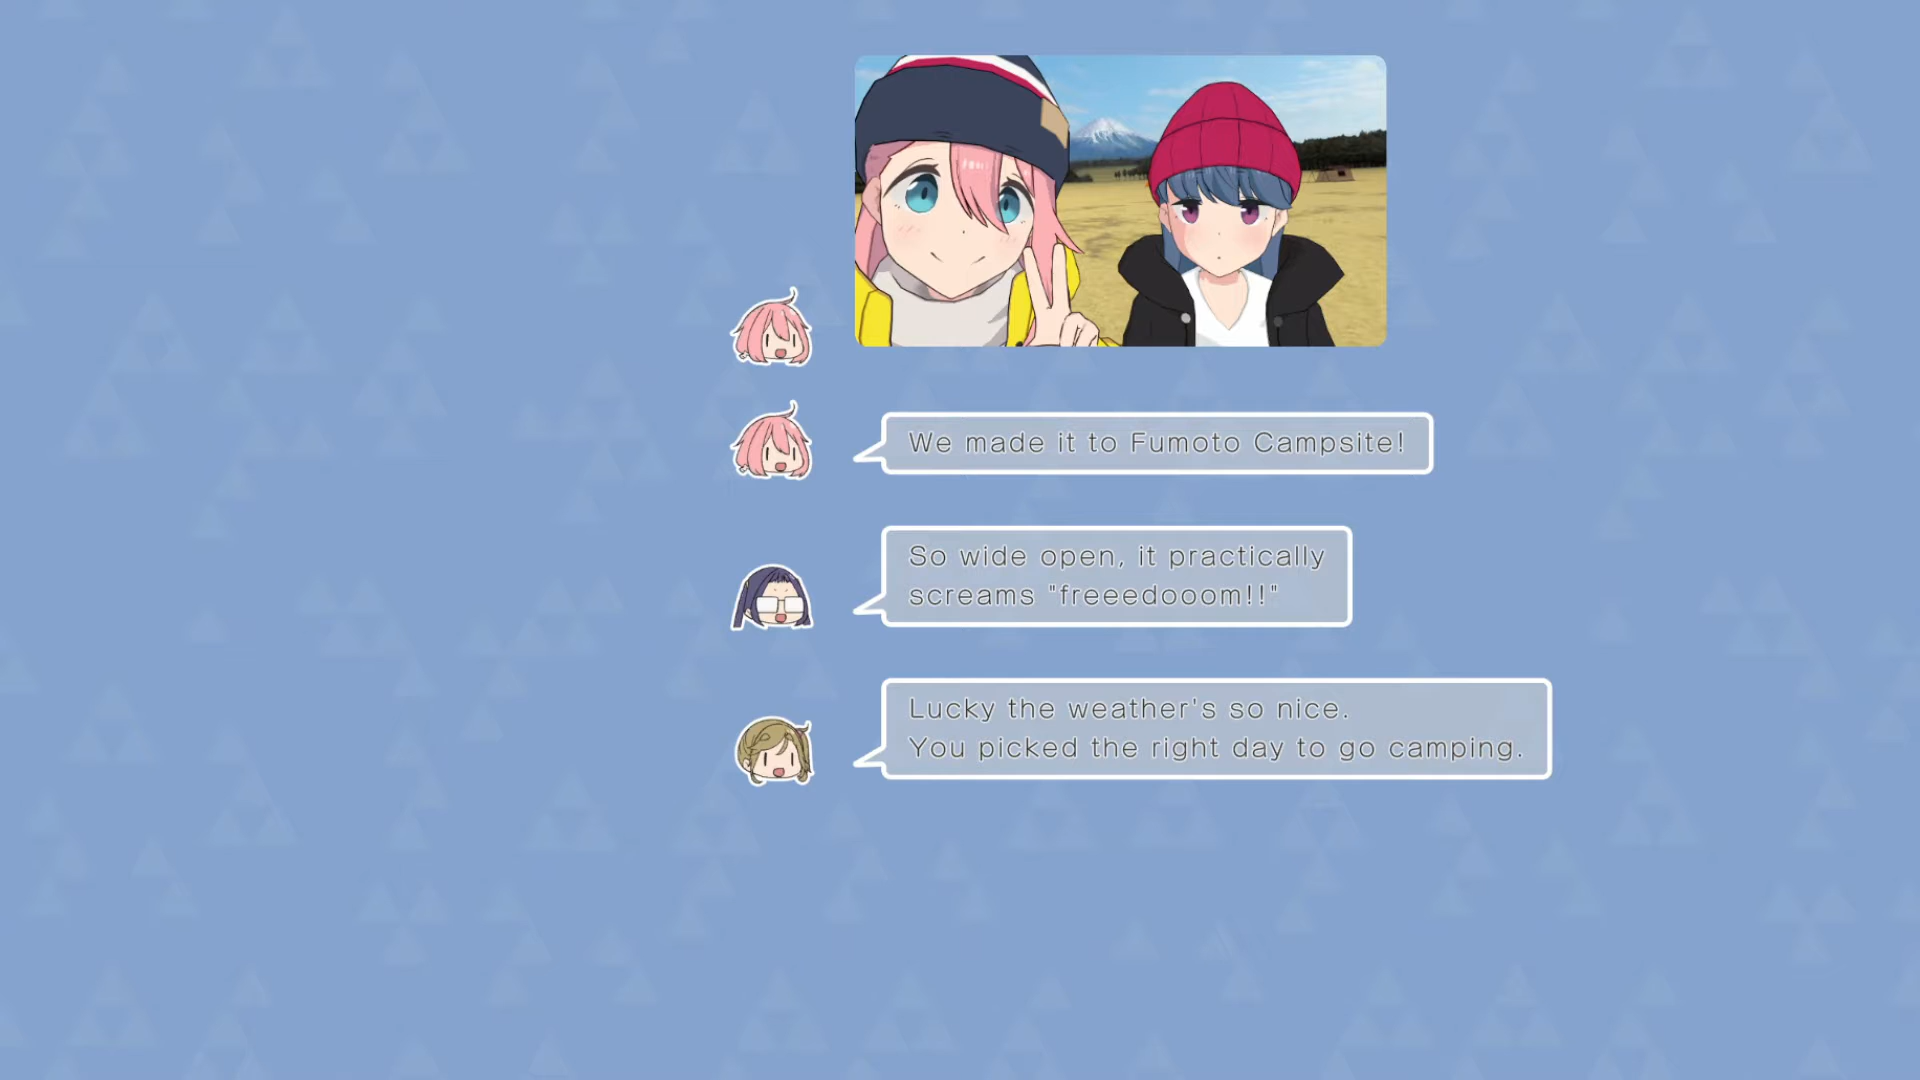 We made it to Fumoto Campsite!
So wide open, it practically
screams "freeedooom!!"
Lucky the weather's so nice.
You picked the right day to go camping.